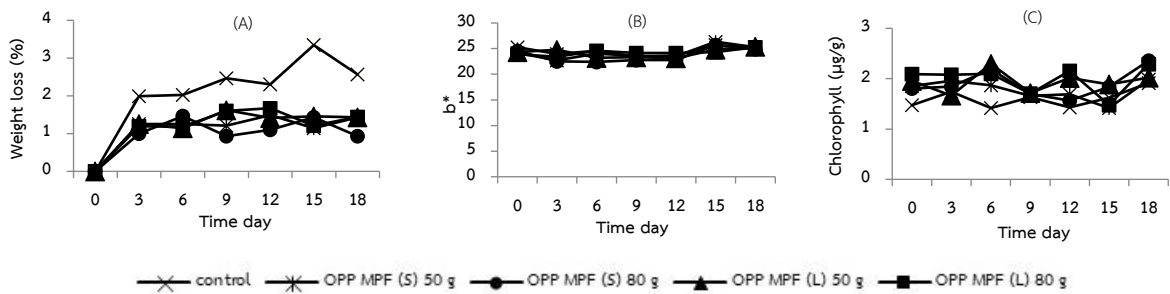 (A)
Weight loss (%)
4
3
2
1
0
0 3 6 9 12 15 18
Time day
(B)
b*
30
25
20
15
10
5
0
0 3 6 9 12 15 18
Time day
(C)
Chlorophyll (µg/g)
3
2
1
0
0 3 6 9 12 15 18
Time day
control OPP MPF (S) 50 g OPP MPF (S) 80 g OPP MPF (L) 50 g OPP MPF (L) 80 g